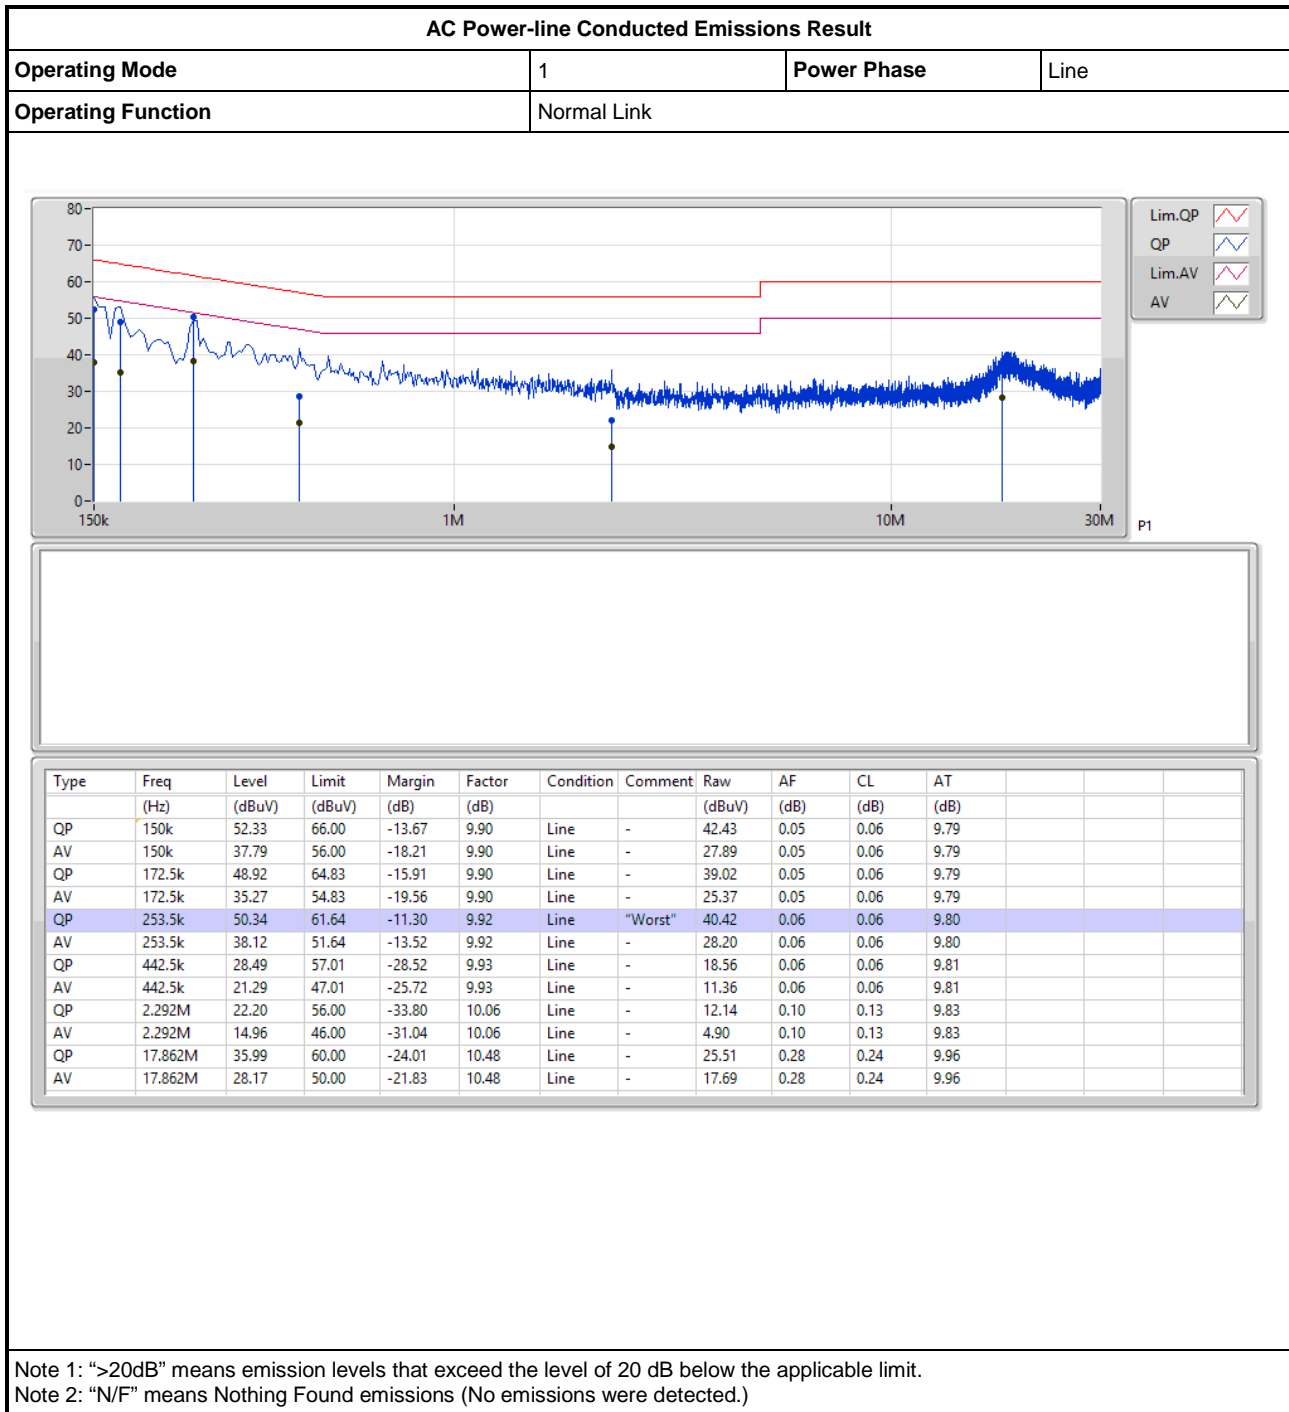 AC Power-line Conducted Emissions Result
Operating Mode 1 Power Phase Line
Operating Function Normal Link
80
70
60
50
40
30
20
10
0
150k 1M 10M 30M
P1
Lim.QP
QP
Lim.AV
AV
Type Freq Level Limit Margin Factor Condition Comment Raw AF CL AT
(Hz) (dBuV) (dBuV) (dB) (dB) (dBuV) (dB) (dB) (dB)
QP 150k 52.33 66.00 -13.67 9.90 Line - 42.43 0.05 0.06 9.79
AV 150k 37.79 56.00 -18.21 9.90 Line - 27.89 0.05 0.06 9.79
QP 172.5k 48.92 64.83 -15.91 9.90 Line - 39.02 0.05 0.06 9.79
AV 172.5k 35.27 54.83 -19.56 9.90 Line - 25.37 0.05 0.06 9.79
QP 253.5k 50.34 61.64 -11.30 9.92 Line "Worst" 40.42 0.06 0.06 9.80
AV 253.5k 38.12 51.64 -13.52 9.92 Line - 28.20 0.06 0.06 9.80
QP 442.5k 28.49 57.01 -28.52 9.93 Line - 18.56 0.06 0.06 9.81
AV 442.5k 21.29 47.01 -25.72 9.93 Line - 11.36 0.06 0.06 9.81
QP 2.292M 22.20 56.00 -33.80 10.06 Line - 12.14 0.10 0.13 9.83
AV 2.292M 14.96 46.00 -31.04 10.06 Line - 4.90 0.10 0.13 9.83
QP 17.862M 35.99 60.00 -24.01 10.48 Line - 25.51 0.28 0.24 9.96
AV 17.862M 28.17 50.00 -21.83 10.48 Line - 17.69 0.28 0.24 9.96
Note 1: “>20dB” means emission levels that exceed the level of 20 dB below the applicable limit.
Note 2: “N/F” means Nothing Found emissions (No emissions were detected.)